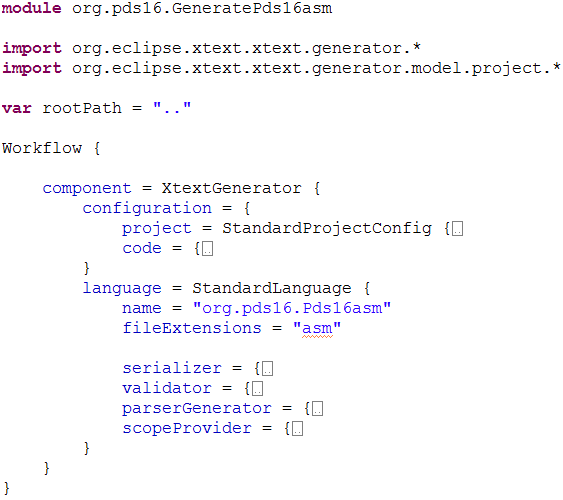 module org.pds16.GeneratePds16asm
import org.eclipse.xtext.xtext.generator.*
import org.eclipse.xtext.xtext.generator.model.project.*
var rootPath = ".."
Workflow {
component = XtextGenerator {
configuration = {
project = StandardProjectConfig {..
code = {..
}
language = StandardLanguage {
name = "org.pds16.Pds16asm"
fileExtensions = "asm"
serializer = {..
validator = {..
parserGenerator = {..
scopeProvider = {..
}
}
}